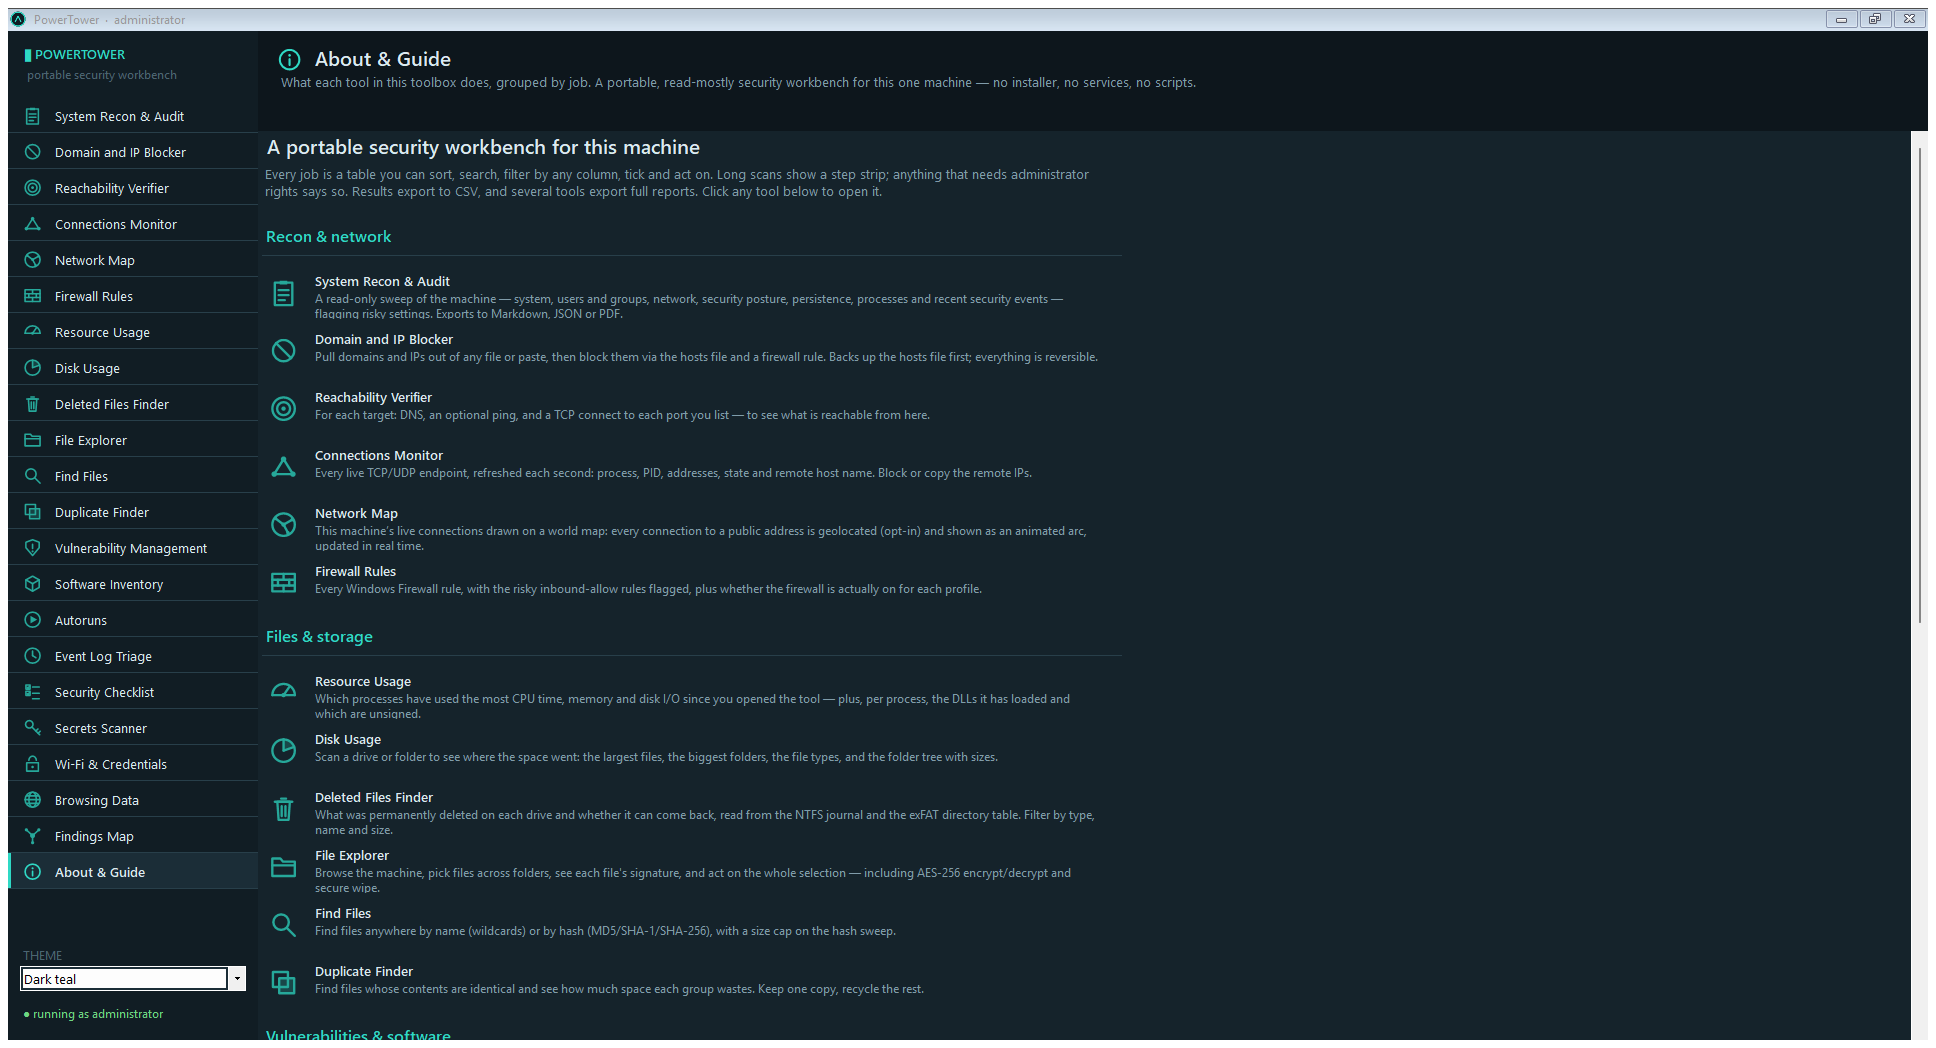 PowerTower · administrator
POWERTOWER
portable security workbench
System Recon & Audit
Domain and IP Blocker
Reachability Verifier
Connections Monitor
Network Map
Firewall Rules
Resource Usage
Disk Usage
Deleted Files Finder
File Explorer
Find Files
Duplicate Finder
Vulnerability Management
Software Inventory
Autoruns
Event Log Triage
Security Checklist
Secrets Scanner
Wi-Fi & Credentials
Browsing Data
Findings Map
About & Guide
THEME
Dark teal
● running as administrator
About & Guide
What each tool in this toolbox does, grouped by job. A portable, read-mostly security workbench for this one machine — no installer, no services, no scripts.
A portable security workbench for this machine
Every job is a table you can sort, search, filter by any column, tick and act on. Long scans show a step strip; anything that needs administrator
rights says so. Results export to CSV, and several tools export full reports. Click any tool below to open it.
Recon & network
System Recon & Audit
A read-only sweep of the machine — system, users and groups, network, security posture, persistence, processes and recent security events —
flagging risky settings. Exports to Markdown, JSON or PDF.
Domain and IP Blocker
Pull domains and IPs out of any file or paste, then block them via the hosts file and a firewall rule. Backs up the hosts file first; everything is reversible.
Reachability Verifier
For each target: DNS, an optional ping, and a TCP connect to each port you list — to see what is reachable from here.
Connections Monitor
Every live TCP/UDP endpoint, refreshed each second: process, PID, addresses, state and remote host name. Block or copy the remote IPs.
Network Map
This machine's live connections drawn on a world map: every connection to a public address is geolocated (opt-in) and shown as an animated arc,
updated in real time.
Firewall Rules
Every Windows Firewall rule, with the risky inbound-allow rules flagged, plus whether the firewall is actually on for each profile.
Files & storage
Resource Usage
Which processes have used the most CPU time, memory and disk I/O since you opened the tool — plus, per process, the DLLs it has loaded and
which are unsigned.
Disk Usage
Scan a drive or folder to see where the space went: the largest files, the biggest folders, the file types, and the folder tree with sizes.
Deleted Files Finder
What was permanently deleted on each drive and whether it can come back, read from the NTFS journal and the exFAT directory table. Filter by type,
name and size.
File Explorer
Browse the machine, pick files across folders, see each file's signature, and act on the whole selection — including AES-256 encrypt/decrypt and
secure wipe.
Find Files
Find files anywhere by name (wildcards) or by hash (MD5/SHA-1/SHA-256), with a size cap on the hash sweep.
Duplicate Finder
Find files whose contents are identical and see how much space each group wastes. Keep one copy, recycle the rest.
Vulnerabilities & software